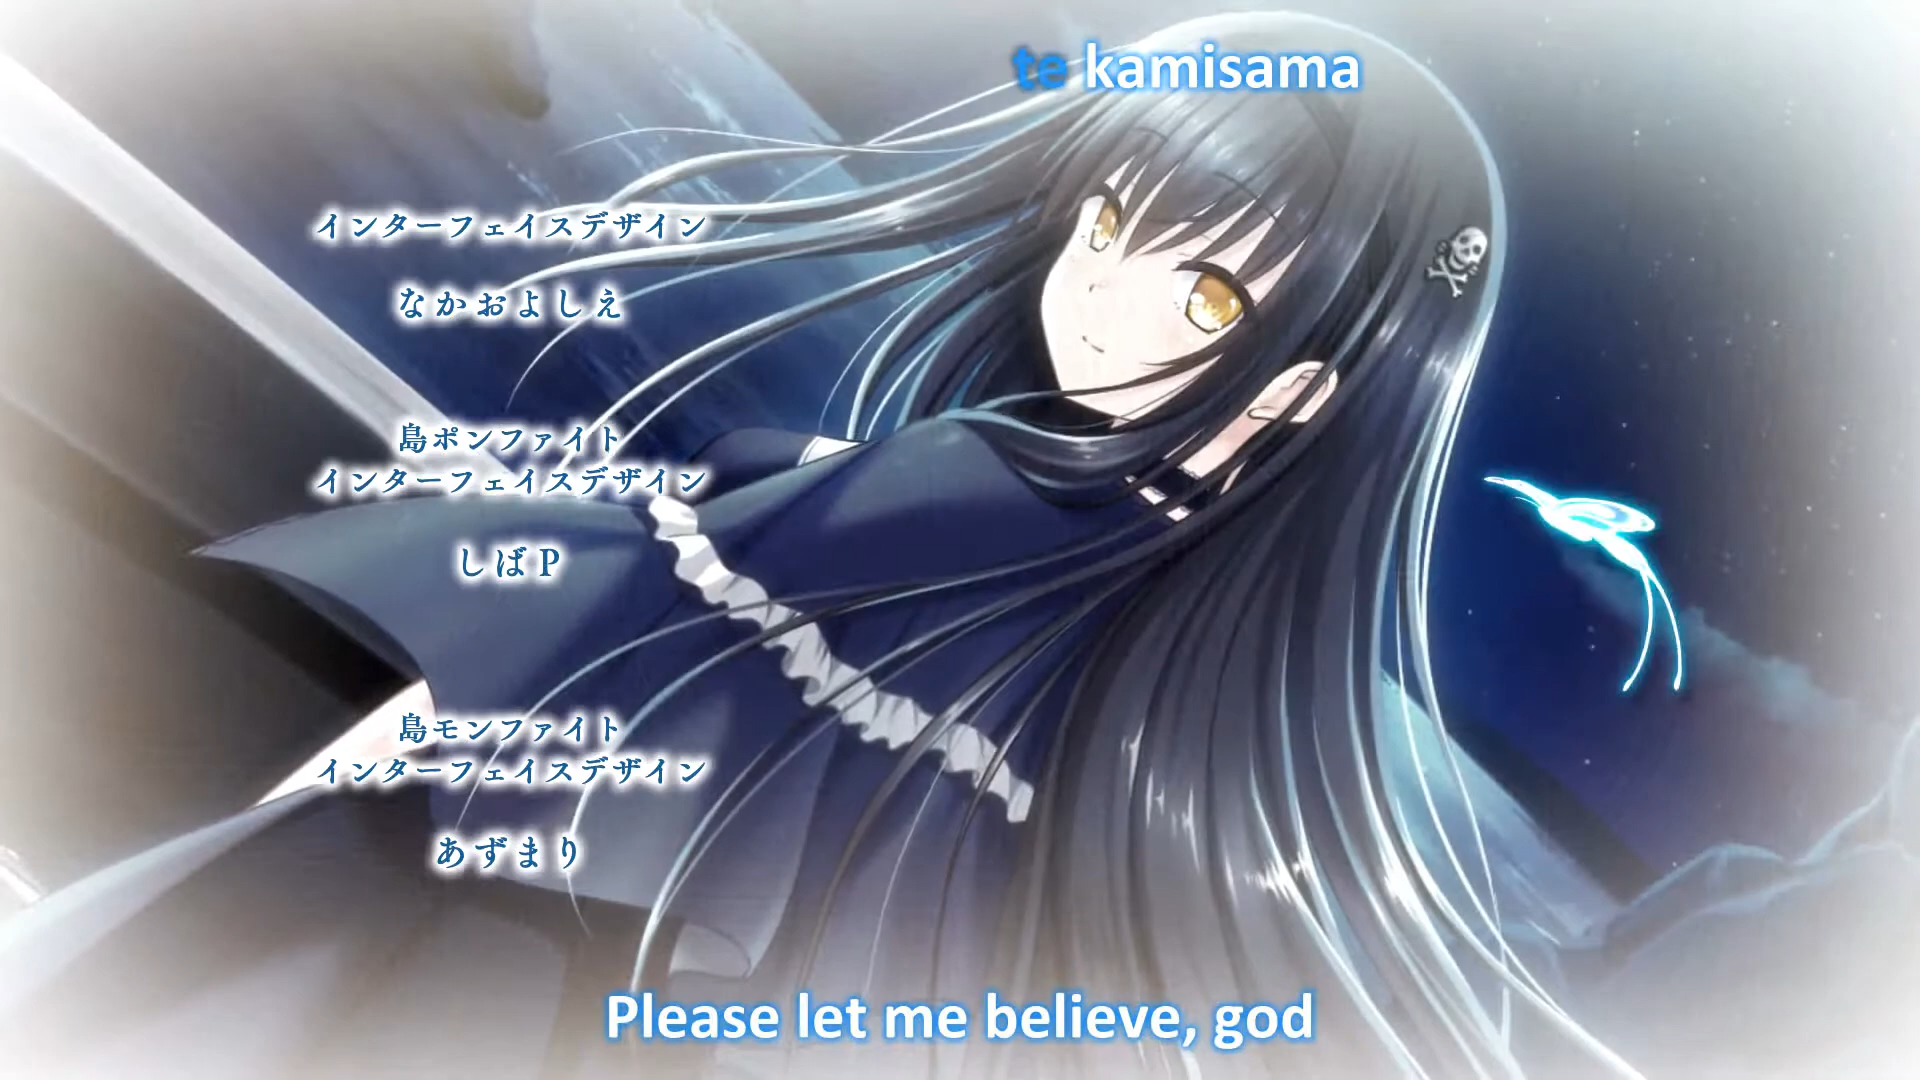 te kamisama
インターフェイスデザイン
なかおよしえ
島ポンファイト
インターフェイスデザイン
しばP
島モンファイト
インターフェイスデザイン
あずまり
Please let me believe, god